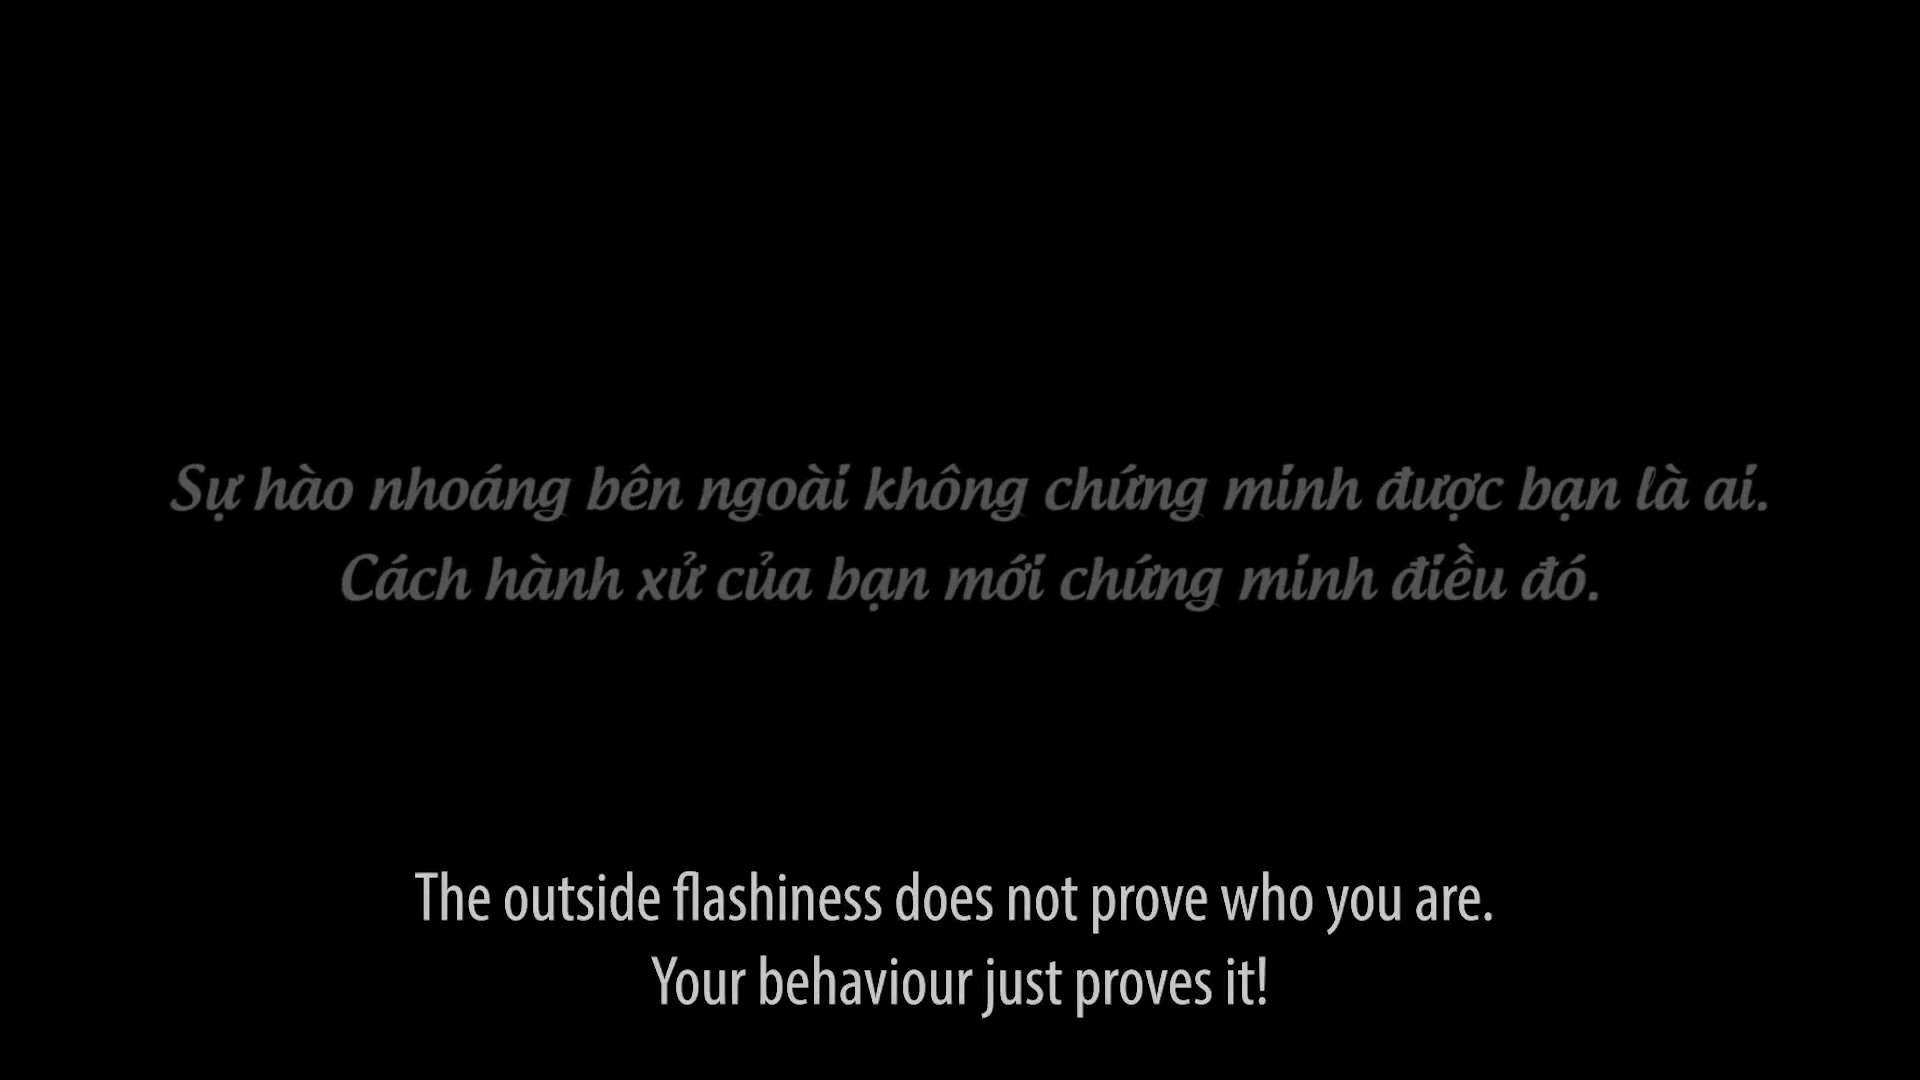 Sự hào nhoáng bên ngoài không chứng minh được bạn là ai.
Cách hành xử của bạn mới chứng minh điều đó.
The outside flashiness does not prove who you are.
Your behaviour just proves it!